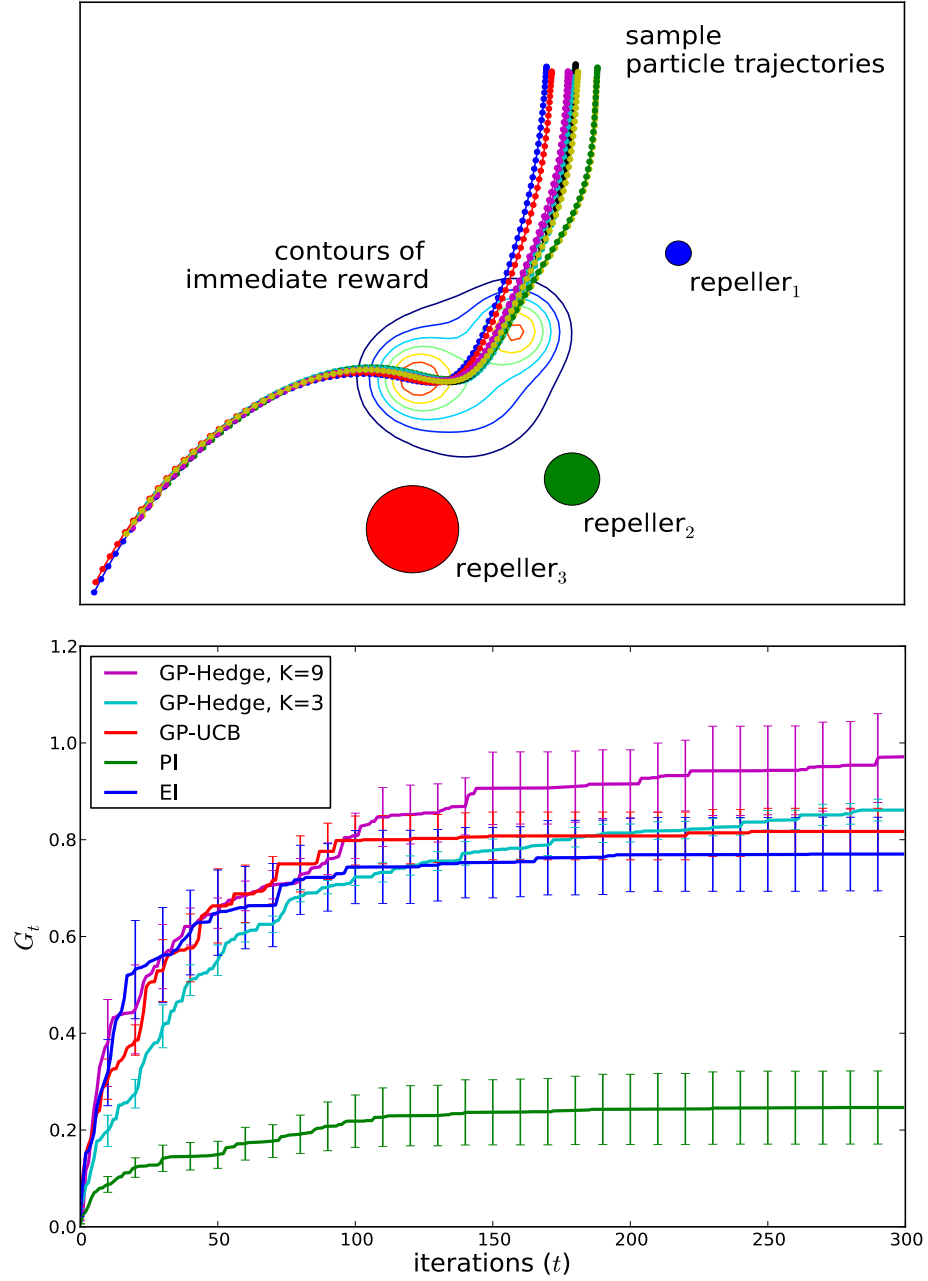 sample
particle trajectories
contours of
immediate reward
repeller₁
repeller₂
repeller₃
1.2
1.0
0.8
0.6
0.4
0.2
0.0
Gₜ
GP-Hedge, K=9
GP-Hedge, K=3
GP-UCB
PI
EI
0 50 100 150 200 250 300
iterations (t)